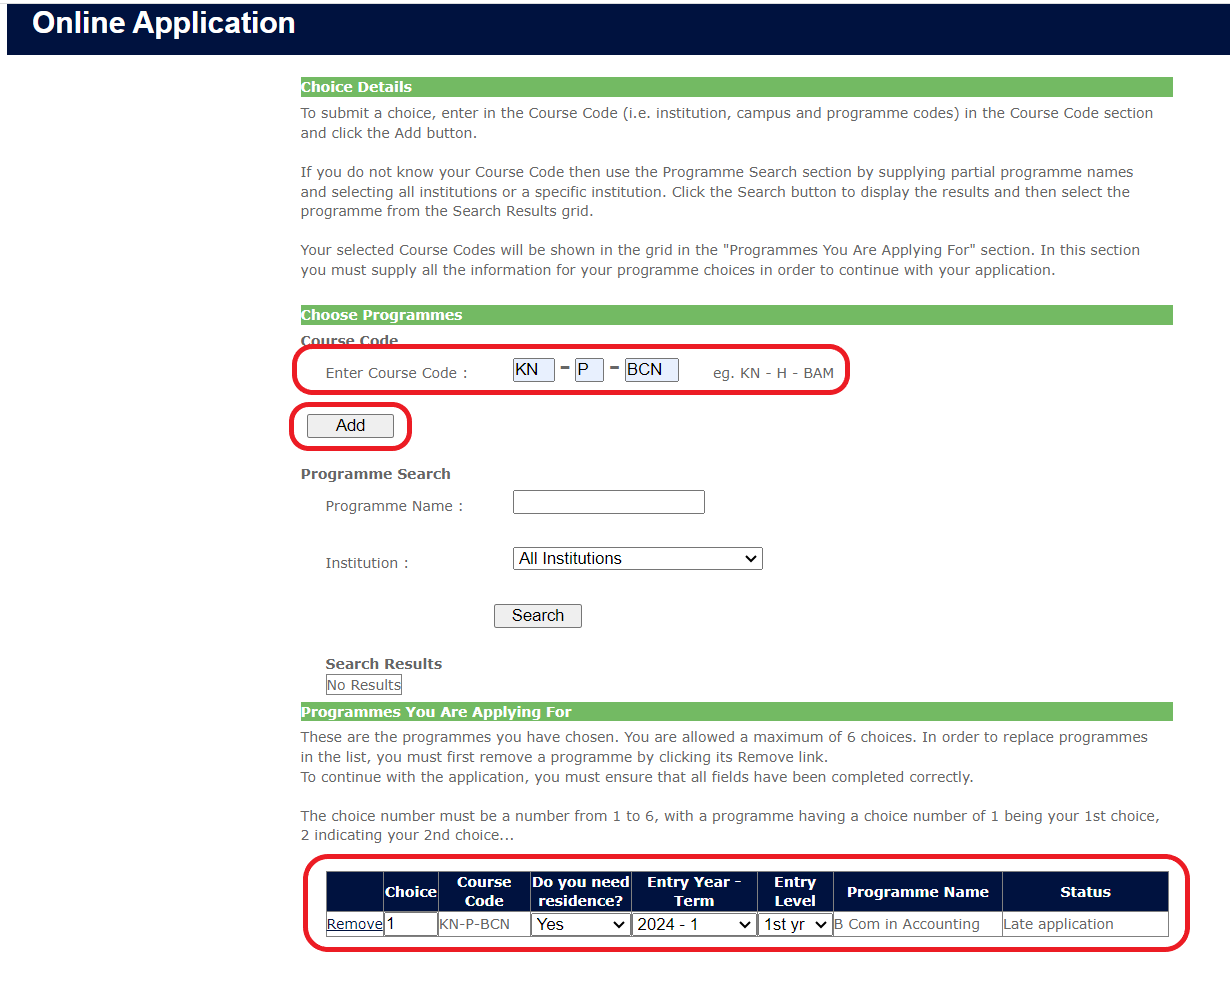 Online Application
Choice Details
To submit a choice, enter in the Course Code (i.e. institution, campus and programme codes) in the Course Code section
and click the Add button.
If you do not know your Course Code then use the Programme Search section by supplying partial programme names
and selecting all institutions or a specific institution. Click the Search button to display the results and then select the
programme from the Search Results grid.
Your selected Course Codes will be shown in the grid in the "Programmes You Are Applying For" section. In this section
you must supply all the information for your programme choices in order to continue with your application.
Choose Programmes
Course Code
Enter Course Code : KN - P - BCN eg. KN - H - BAM
Add
Programme Search
Programme Name :
Institution : All Institutions
Search
Search Results
No Results
Programmes You Are Applying For
These are the programmes you have chosen. You are allowed a maximum of 6 choices. In order to replace programmes
in the list, you must first remove a programme by clicking its Remove link.
To continue with the application, you must ensure that all fields have been completed correctly.
The choice number must be a number from 1 to 6, with a programme having a choice number of 1 being your 1st choice,
2 indicating your 2nd choice...
Choice Course Code Do you need residence? Entry Year - Term Entry Level Programme Name Status
Remove 1 KN-P-BCN Yes 2024 - 1 1st yr B Com in Accounting Late application